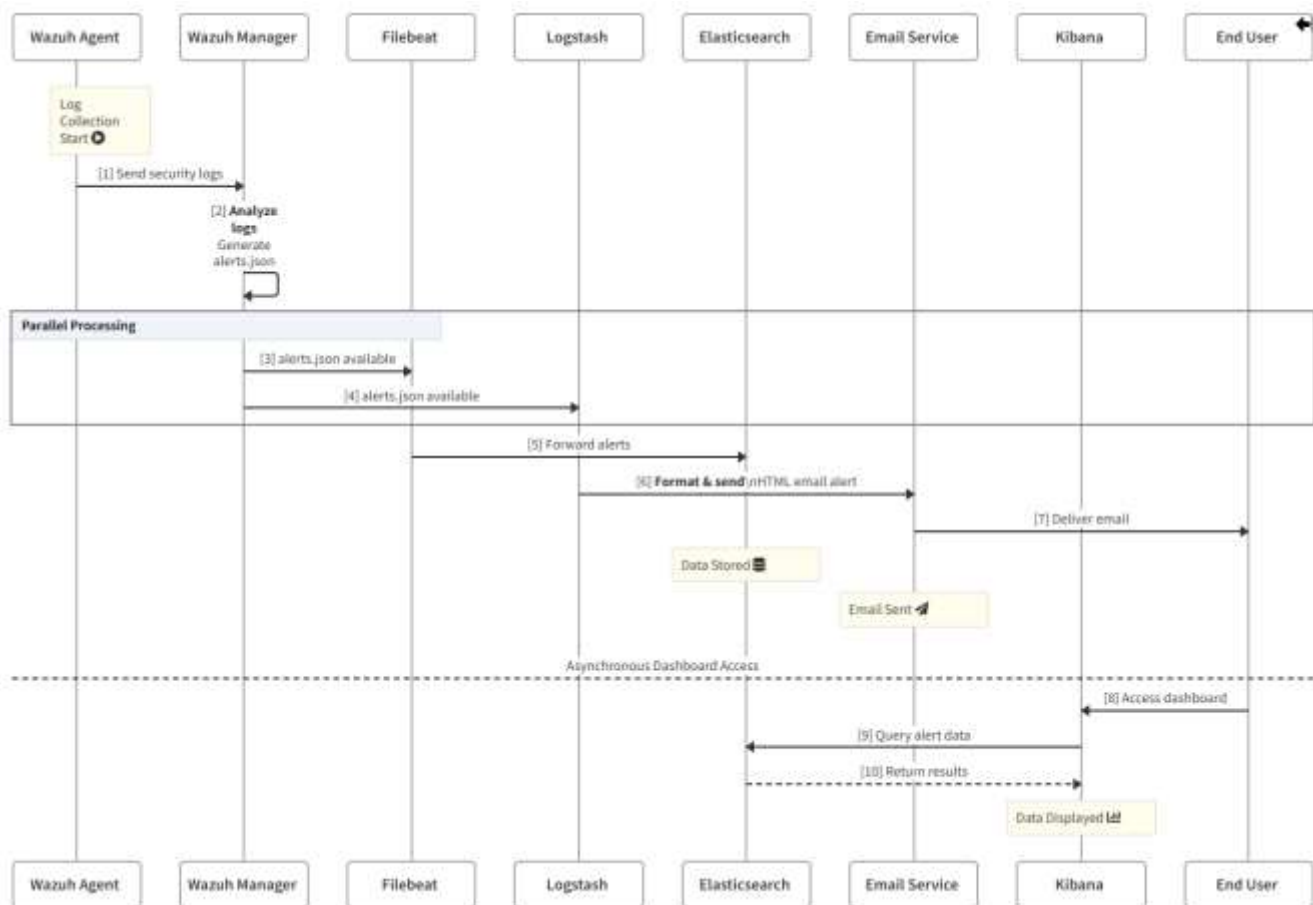 Wazuh Agent
Wazuh Manager
Filebeat
Logstash
Elasticsearch
Email Service
Kibana
End User
Log
Collection
Start
[1] Send security logs
[2] Analyze
logs
Generate
alerts.json
Parallel Processing
[3] alerts.json available
[4] alerts.json available
[5] Forward alerts
[6] Format & send\nHTML email alert
[7] Deliver email
Data Stored
Email Sent
Asynchronous Dashboard Access
[8] Access dashboard
[9] Query alert data
[10] Return results
Data Displayed
Wazuh Agent
Wazuh Manager
Filebeat
Logstash
Elasticsearch
Email Service
Kibana
End User